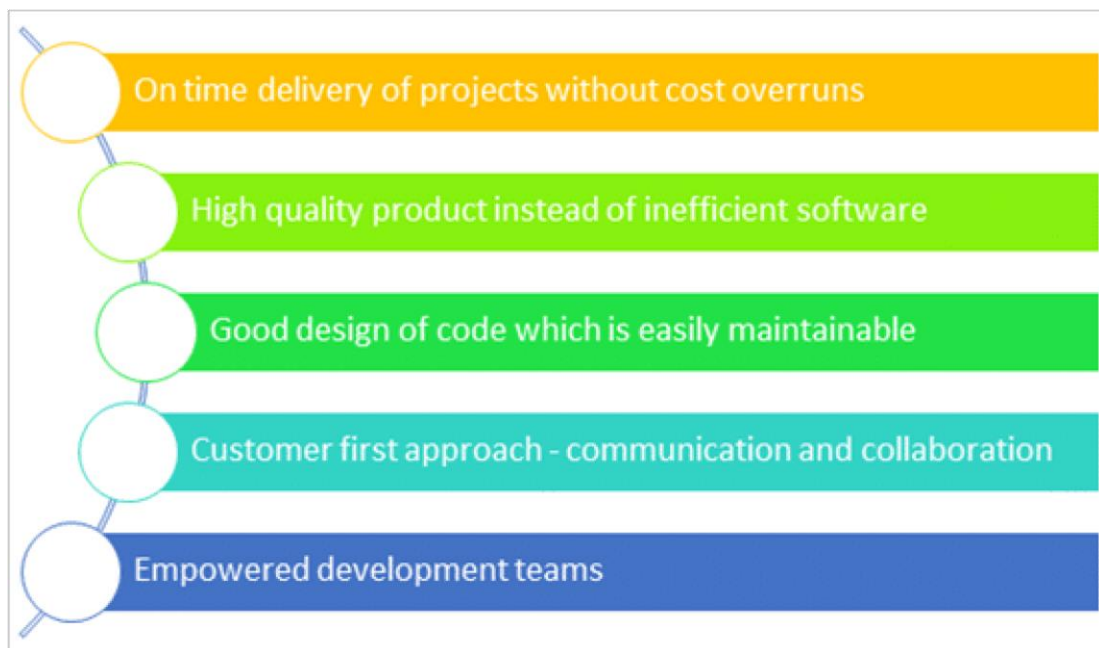 On time delivery of projects without cost overruns
High quality product instead of inefficient software
Good design of code which is easily maintainable
Customer first approach - communication and collaboration
Empowered development teams